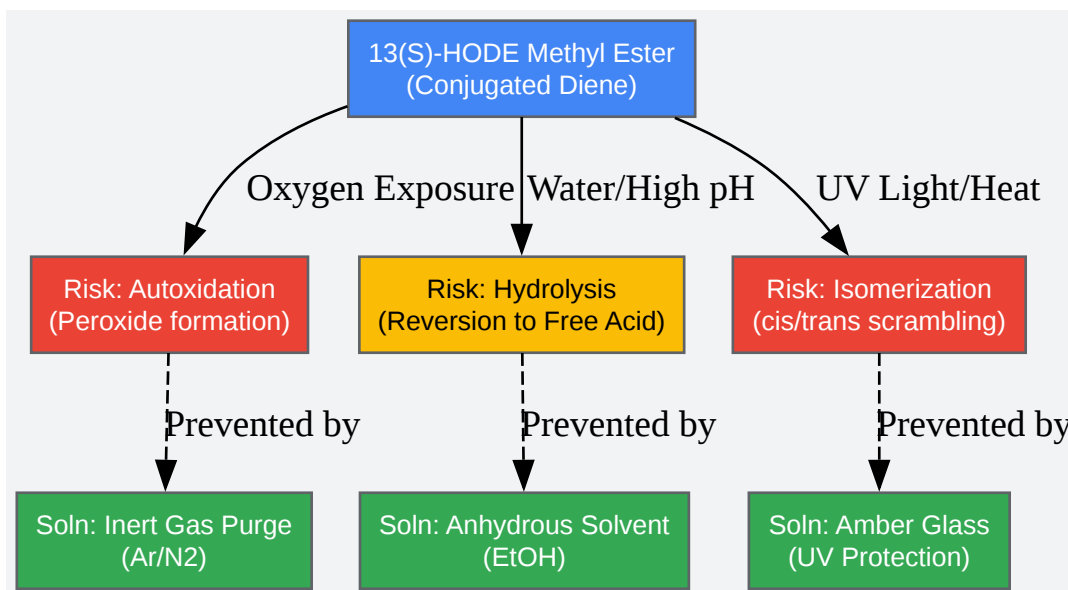 13(S)-HODE Methyl Ester
(Conjugated Diene)
Oxygen Exposure
Water/High pH
UV Light/Heat
Risk: Autoxidation
(Peroxide formation)
Risk: Hydrolysis
(Reversion to Free Acid)
Risk: Isomerization
(cis/trans scrambling)
Prevented by
Prevented by
Prevented by
Soln: Inert Gas Purge
(Ar/N2)
Soln: Anhydrous Solvent
(EtOH)
Soln: Amber Glass
(UV Protection)